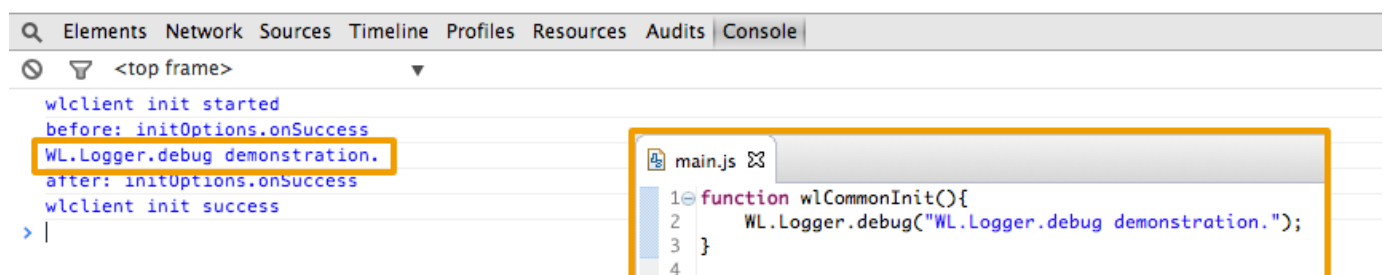 Elements Network Sources Timeline Profiles Resources Audits Console
<top frame> ▼
wlclient init started
before: initOptions.onSuccess
WL.Logger.debug demonstration.
after: initOptions.onSuccess
wlclient init success
>
main.js
1 function wlCommonInit(){
2 WL.Logger.debug("WL.Logger.debug demonstration.");
3 }
4